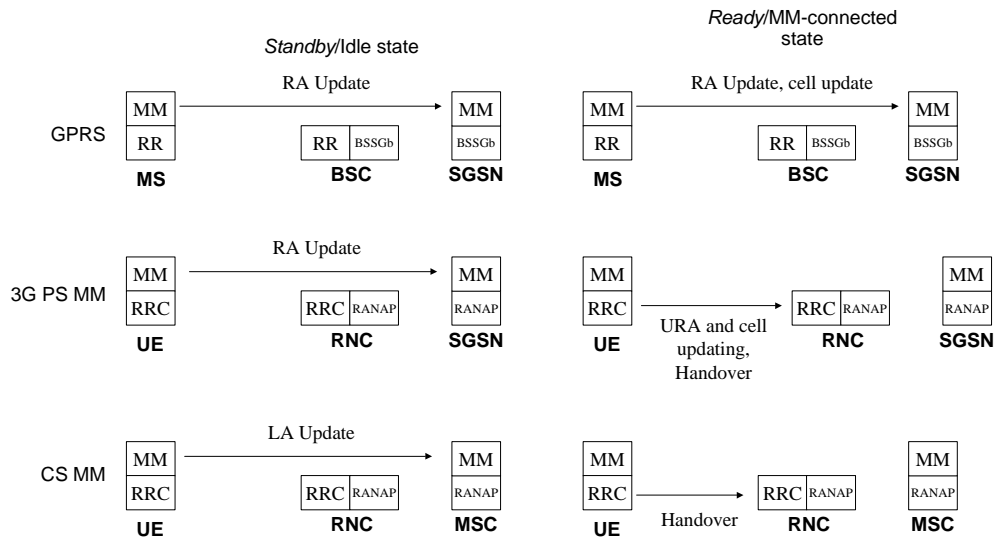 Standby/Idle state
Ready/MM-connected
state
GPRS
RA Update
MM
RR
MS
RR BSSGb
BSC
MM
BSSGb
SGSN
RA Update, cell update
MM
RR
MS
RR BSSGb
BSC
MM
BSSGb
SGSN
3G PS MM
RA Update
MM
RRC
UE
RRC RANAP
RNC
MM
RANAP
SGSN
MM
RRC
UE
URA and cell
updating,
Handover
RRC RANAP
RNC
MM
RANAP
SGSN
CS MM
LA Update
MM
RRC
UE
RRC RANAP
RNC
MM
RANAP
MSC
MM
RRC
UE
Handover
RRC RANAP
RNC
MM
RANAP
MSC